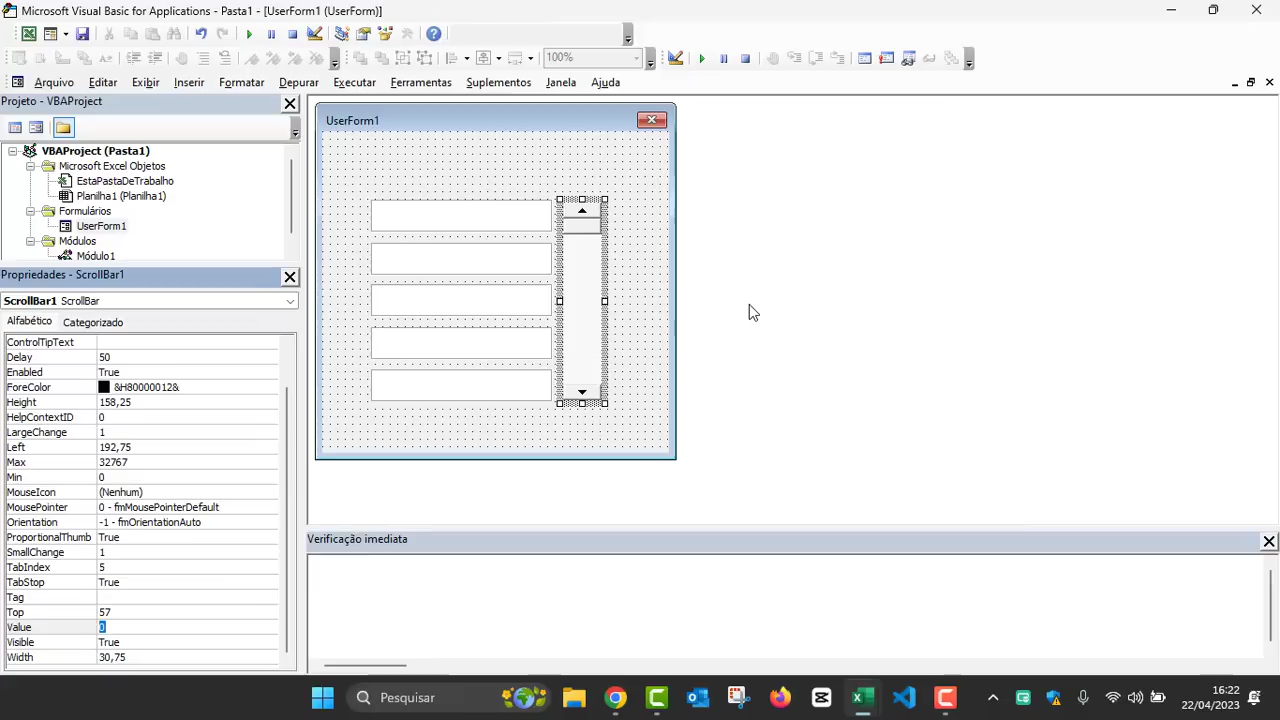 Microsoft Visual Basic for Applications - Pasta1 - [UserForm1 (UserForm)]
100%
Arquivo Editar Exibir Inserir Formatar Depurar Executar Ferramentas Suplementos Janela Ajuda
Projeto - VBAProject
VBAProject (Pasta1)
Microsoft Excel Objetos
EstaPastaDeTrabalho
Planilha1 (Planilha1)
Formulários
UserForm1
Módulos
Módulo1
Propriedades - ScrollBar1
ScrollBar1 ScrollBar
Alfabético Categorizado
ControlTipText
Delay 50
Enabled True
ForeColor &H80000012&
Height 158,25
HelpContextID 0
LargeChange 1
Left 192,75
Max 32767
Min 0
MouseIcon (Nenhum)
MousePointer 0 - fmMousePointerDefault
Orientation -1 - fmOrientationAuto
ProportionalThumb True
SmallChange 1
TabIndex 5
TabStop True
Tag
Top 57
Value 0
Visible True
Width 30,75
UserForm1
Verificação imediata
Pesquisar
16:22
22/04/2023